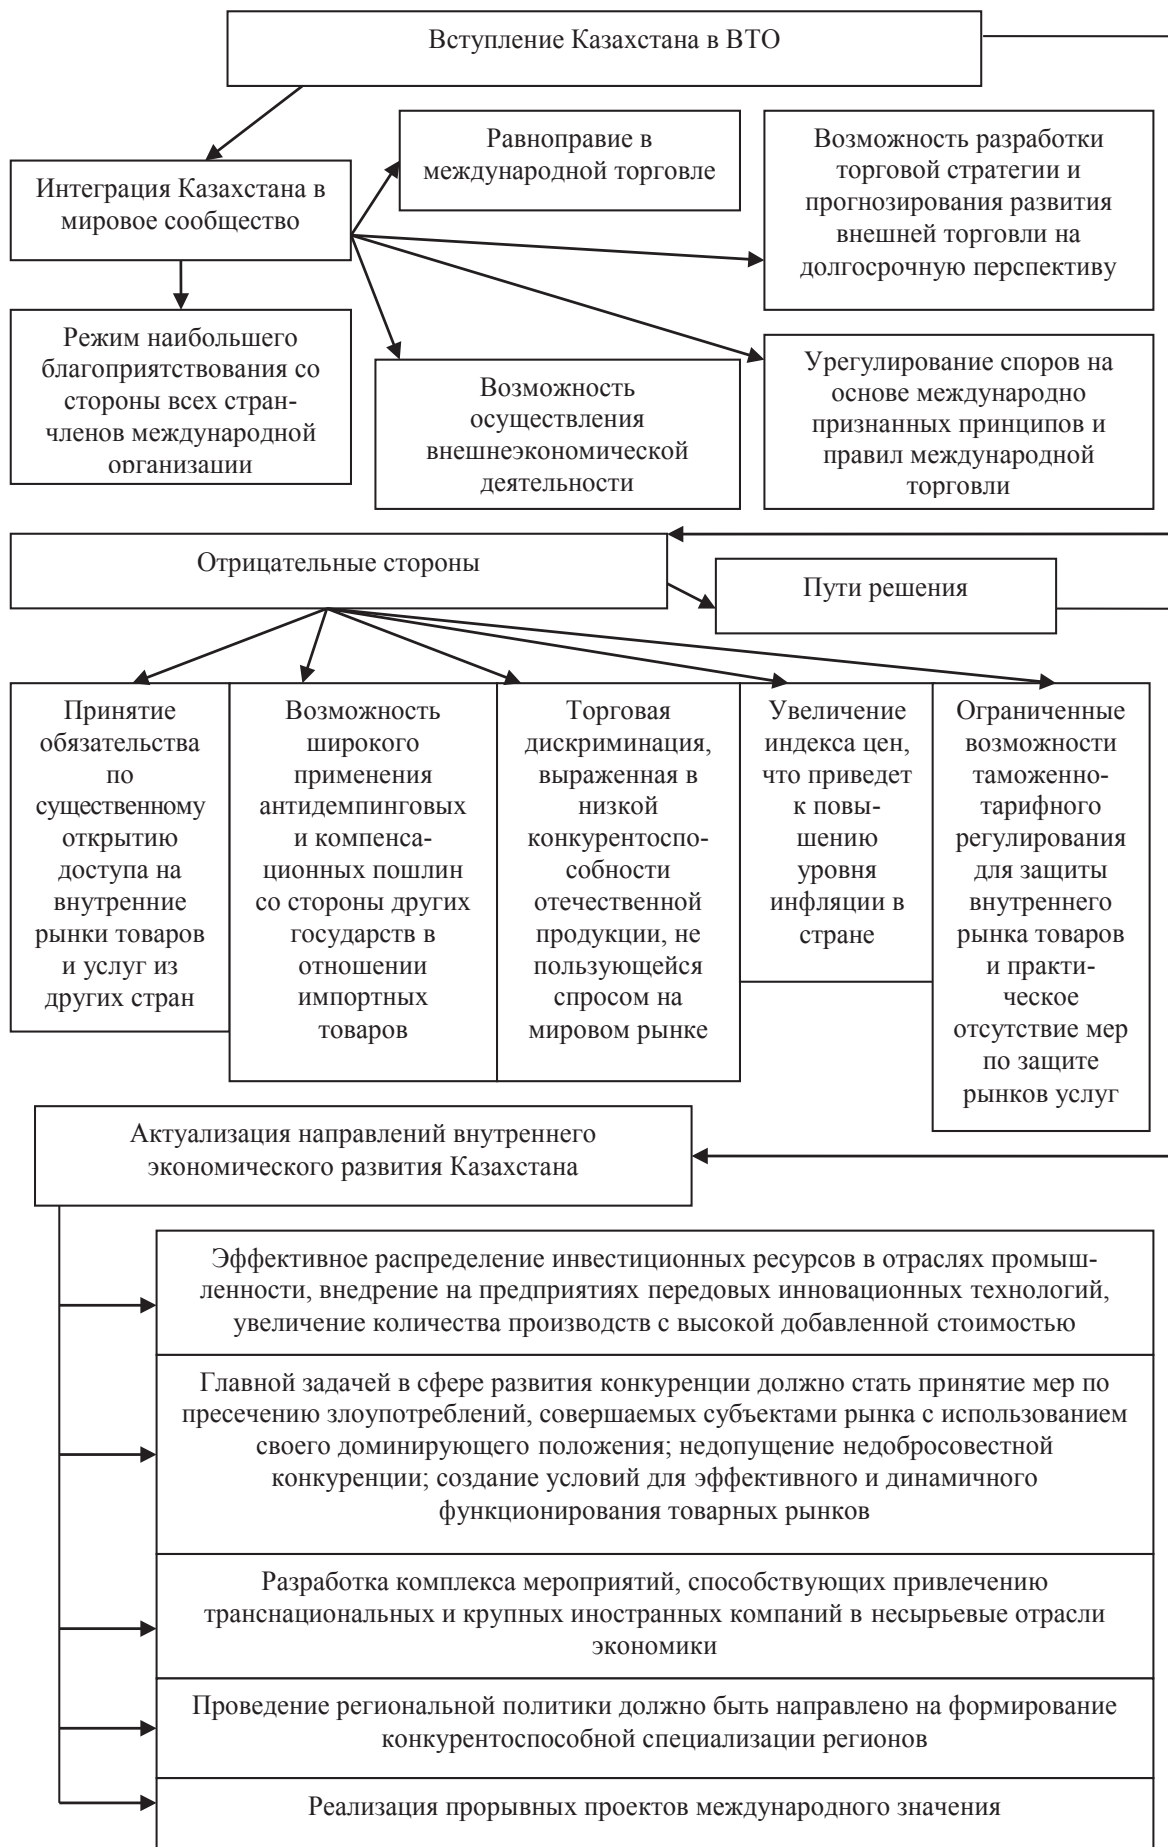 Вступление Казахстана в ВТО
Интеграция Казахстана в
мировое сообщество
Равноправие в
международной торговле
Возможность разработки
торговой стратегии и
прогнозирования развития
внешней торговли на
долгосрочную перспективу
Режим наибольшего
благоприятствования со
стороны всех стран-
членов международной
организации
Возможность
осуществления
внешнеэкономической
деятельности
Урегулирование споров на
основе международно
признанных принципов и
правил международной
торговли
Отрицательные стороны
Пути решения
Принятие
обязательства
по
существенному
открытию
доступа на
внутренние
рынки товаров
и услуг из
других стран
Возможность
широкого
применения
антидемпинговых
и компенса-
ционных пошлин
со стороны других
государств в
отношении
импортных
товаров
Торговая
дискриминация,
выраженная в
низкой
конкурентоспо-
собности
отечественной
продукции, не
пользующейся
спросом на
мировом рынке
Увеличение
индекса цен,
что приведет
к повы-
шению
уровня
инфляции в
стране
Ограниченные
возможности
таможенно-
тарифного
регулирования
для защиты
внутреннего
рынка товаров
и практи-
ческое
отсутствие мер
по защите
рынков услуг
Актуализация направлений внутреннего
экономического развития Казахстана
Эффективное распределение инвестиционных ресурсов в отраслях промыш-
ленности, внедрение на предприятиях передовых инновационных технологий,
увеличение количества производств с высокой добавленной стоимостью
Главной задачей в сфере развития конкуренции должно стать принятие мер по
пресечению злоупотреблений, совершаемых субъектами рынка с использованием
своего доминирующего положения; недопущение недобросовестной
конкуренции; создание условий для эффективного и динамичного
функционирования товарных рынков
Разработка комплекса мероприятий, способствующих привлечению
транснациональных и крупных иностранных компаний в несырьевые отрасли
экономики
Проведение региональной политики должно быть направлено на формирование
конкурентоспособной специализации регионов
Реализация прорывных проектов международного значения